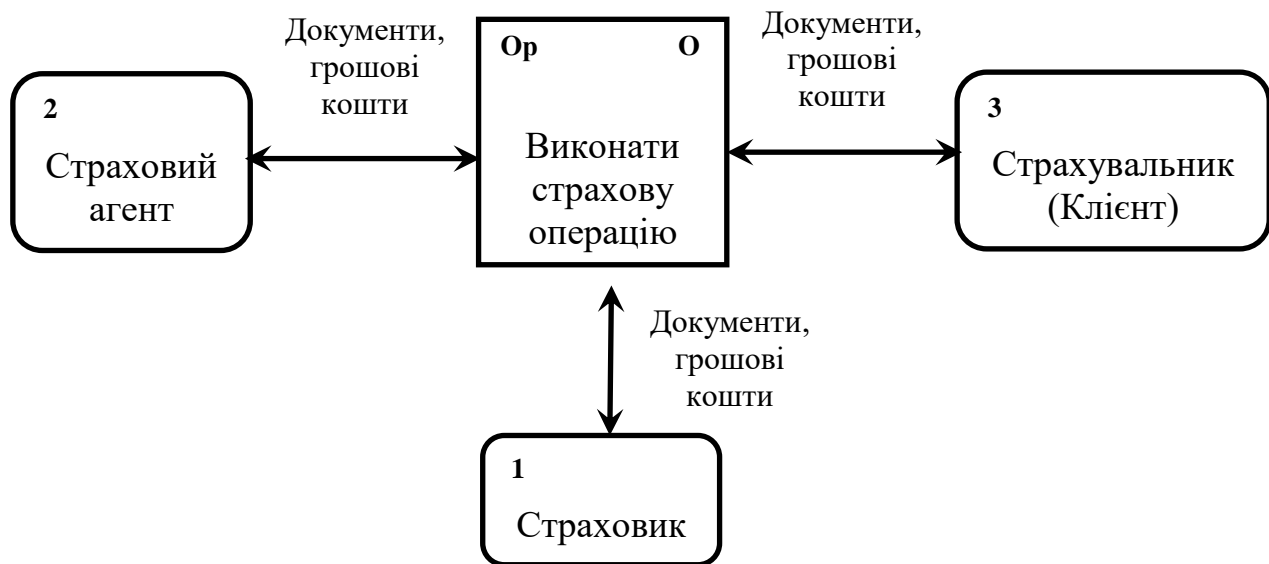 Документи,
грошові
кошти
Op O
Документи,
грошові
кошти
2
Страховий
агент
Виконати
страхову
операцію
3
Страхувальник
(Клієнт)
Документи,
грошові
кошти
1
Страховик